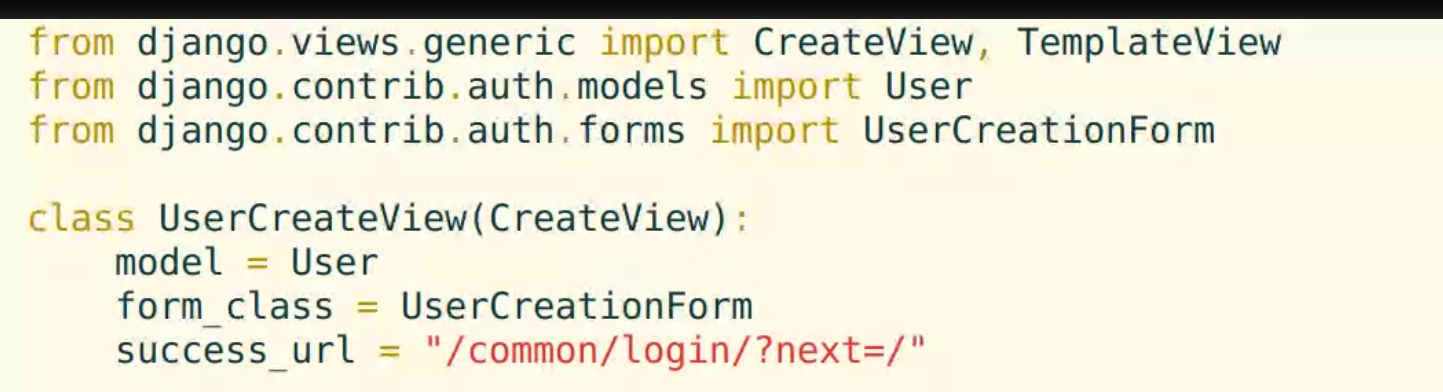 from django.views.generic import CreateView, TemplateView
from django.contrib.auth.models import User
from django.contrib.auth.forms import UserCreationForm
class UserCreateView(CreateView):
    model = User
    form_class = UserCreationForm
    success_url = "/common/login/?next=/"